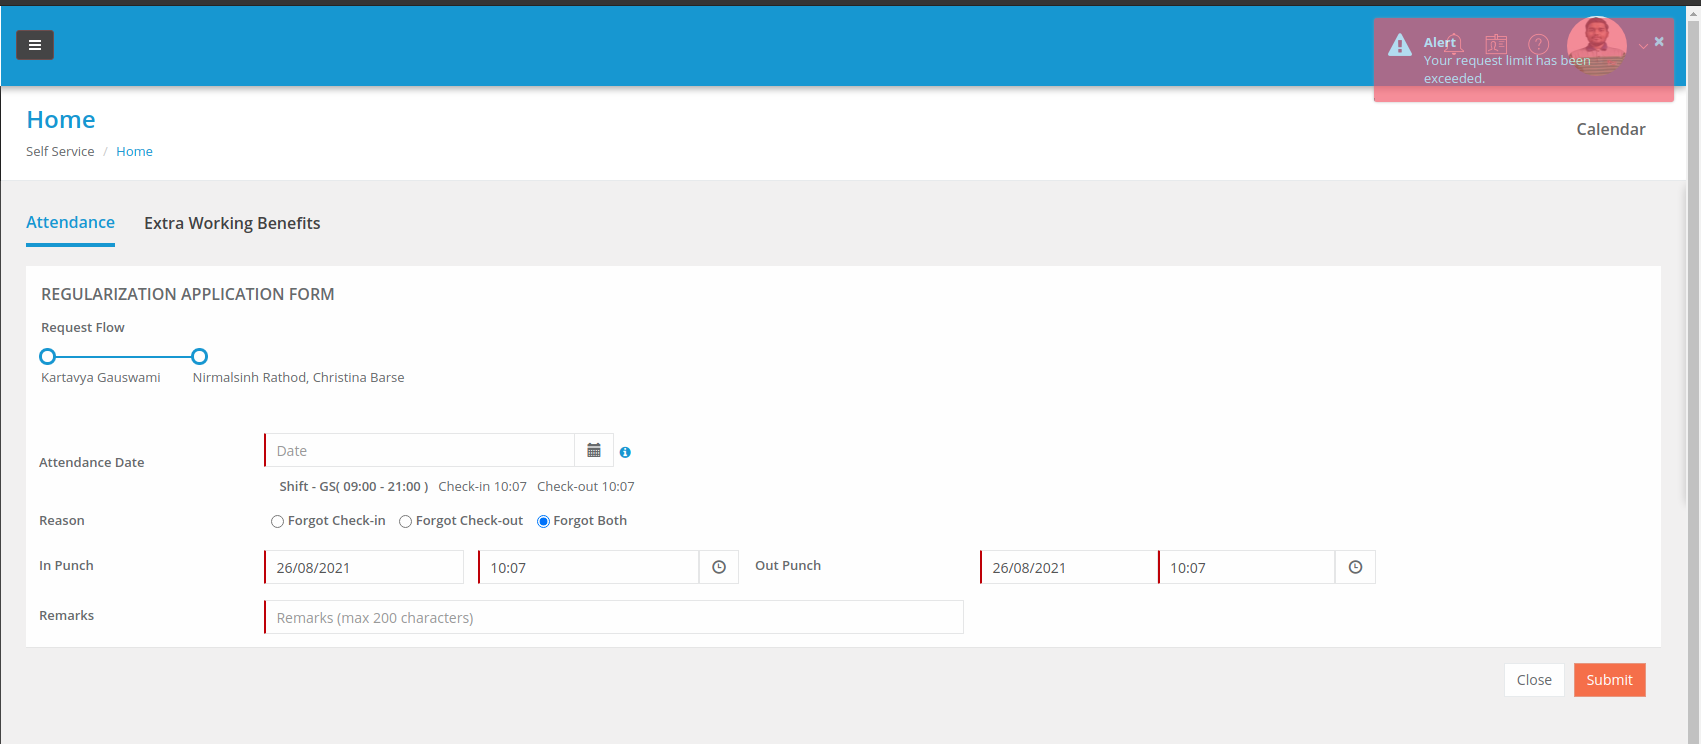 Alert
Your request limit has been
exceeded.
Home
Calendar
Self Service / Home
Attendance Extra Working Benefits
REGULARIZATION APPLICATION FORM
Request Flow
Kartavya Gauswami Nirmalsinh Rathod, Christina Barse
Attendance Date Date
Shift - GS( 09:00 - 21:00 ) Check-in 10:07 Check-out 10:07
Reason Forgot Check-in Forgot Check-out Forgot Both
In Punch 26/08/2021 10:07 Out Punch 26/08/2021 10:07
Remarks Remarks (max 200 characters)
Close Submit